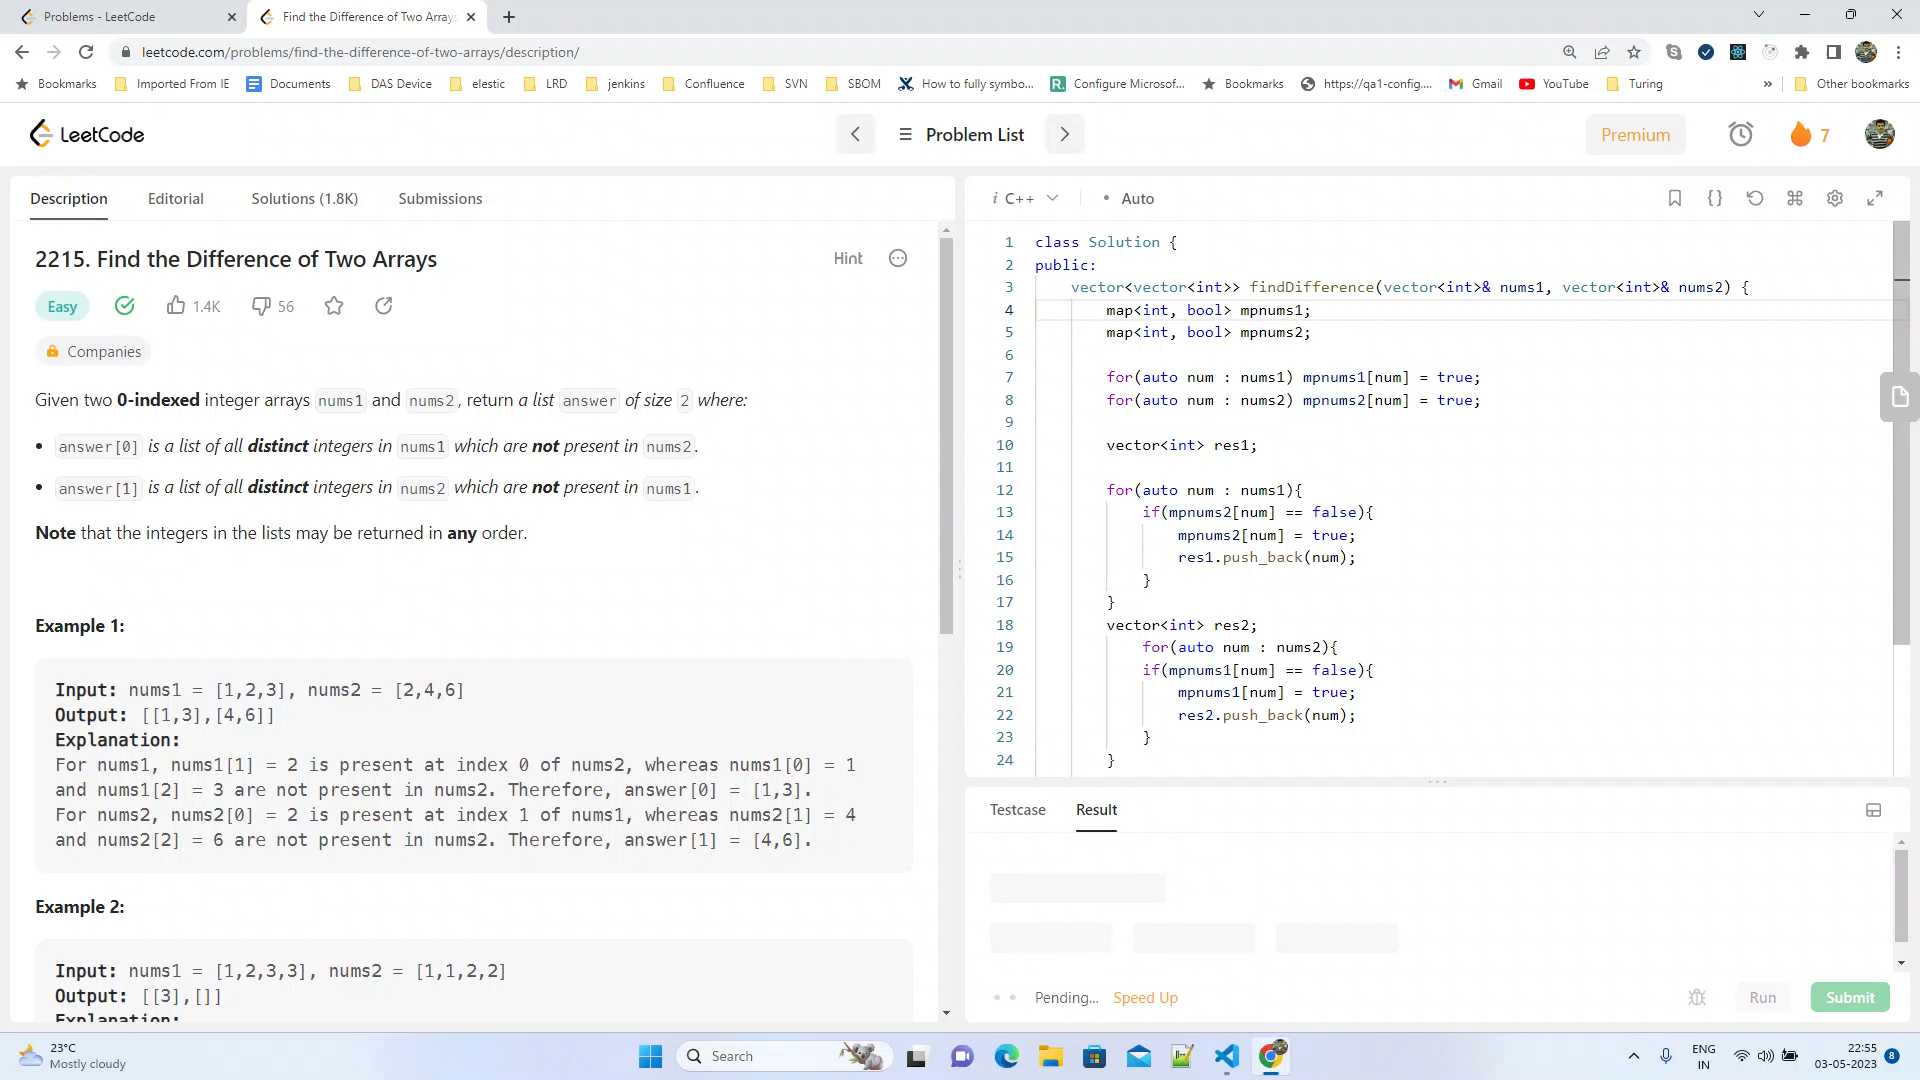 Problems - LeetCode
Find the Difference of Two Arrays
leetcode.com/problems/find-the-difference-of-two-arrays/description/
Bookmarks
Imported From IE
Documents
DAS Device
elestic
LRD
jenkins
Confluence
SVN
SBOM
How to fully symbo...
Configure Microsof...
Bookmarks
https://qa1-config....
Gmail
YouTube
Turing
»
Other bookmarks
LeetCode
Problem List
Premium
7
Description
Editorial
Solutions (1.8K)
Submissions
2215. Find the Difference of Two Arrays
Hint
Easy
1.4K
56
Companies
Given two 0-indexed integer arrays nums1 and nums2, return a list answer of size 2 where:
• answer[0] is a list of all distinct integers in nums1 which are not present in nums2.
• answer[1] is a list of all distinct integers in nums2 which are not present in nums1.
Note that the integers in the lists may be returned in any order.
Example 1:
Input: nums1 = [1,2,3], nums2 = [2,4,6]
Output: [[1,3],[4,6]]
Explanation:
For nums1, nums1[1] = 2 is present at index 0 of nums2, whereas nums1[0] = 1
and nums1[2] = 3 are not present in nums2. Therefore, answer[0] = [1,3].
For nums2, nums2[0] = 2 is present at index 1 of nums1, whereas nums2[1] = 4
and nums2[2] = 6 are not present in nums2. Therefore, answer[1] = [4,6].
Example 2:
Input: nums1 = [1,2,3,3], nums2 = [1,1,2,2]
Output: [[3],[]]
Explanation:
i C++
• Auto
{}
1 class Solution {
2 public:
3 vector<vector<int>> findDifference(vector<int>& nums1, vector<int>& nums2) {
4 map<int, bool> mpnums1;
5 map<int, bool> mpnums2;
6
7 for(auto num : nums1) mpnums1[num] = true;
8 for(auto num : nums2) mpnums2[num] = true;
9
10 vector<int> res1;
11
12 for(auto num : nums1){
13 if(mpnums2[num] == false){
14 mpnums2[num] = true;
15 res1.push_back(num);
16 }
17 }
18 vector<int> res2;
19 for(auto num : nums2){
20 if(mpnums1[num] == false){
21 mpnums1[num] = true;
22 res2.push_back(num);
23 }
24 }
Testcase
Result
Pending...
Speed Up
Run
Submit
23°C
Mostly cloudy
Search
ENG
IN
22:55
03-05-2023
8